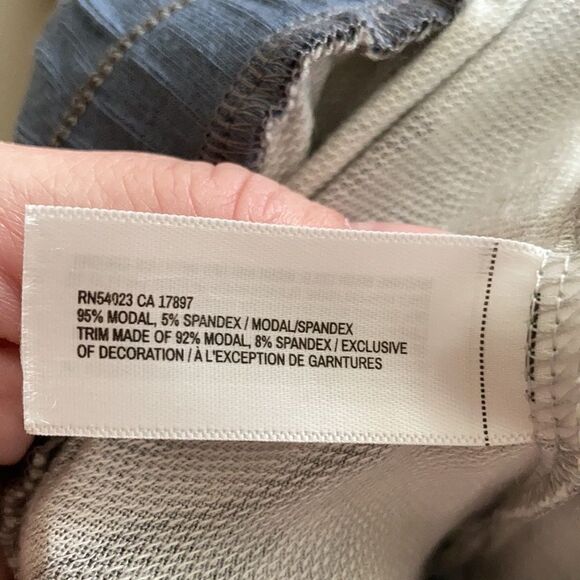 RN54023 CA 17897
95% MODAL, 5% SPANDEX / MODAL/SPANDEX
TRIM MADE OF 92% MODAL, 8% SPANDEX / EXCLUSIVE
OF DECORATION / À L'EXCEPTION DE GARNTURES